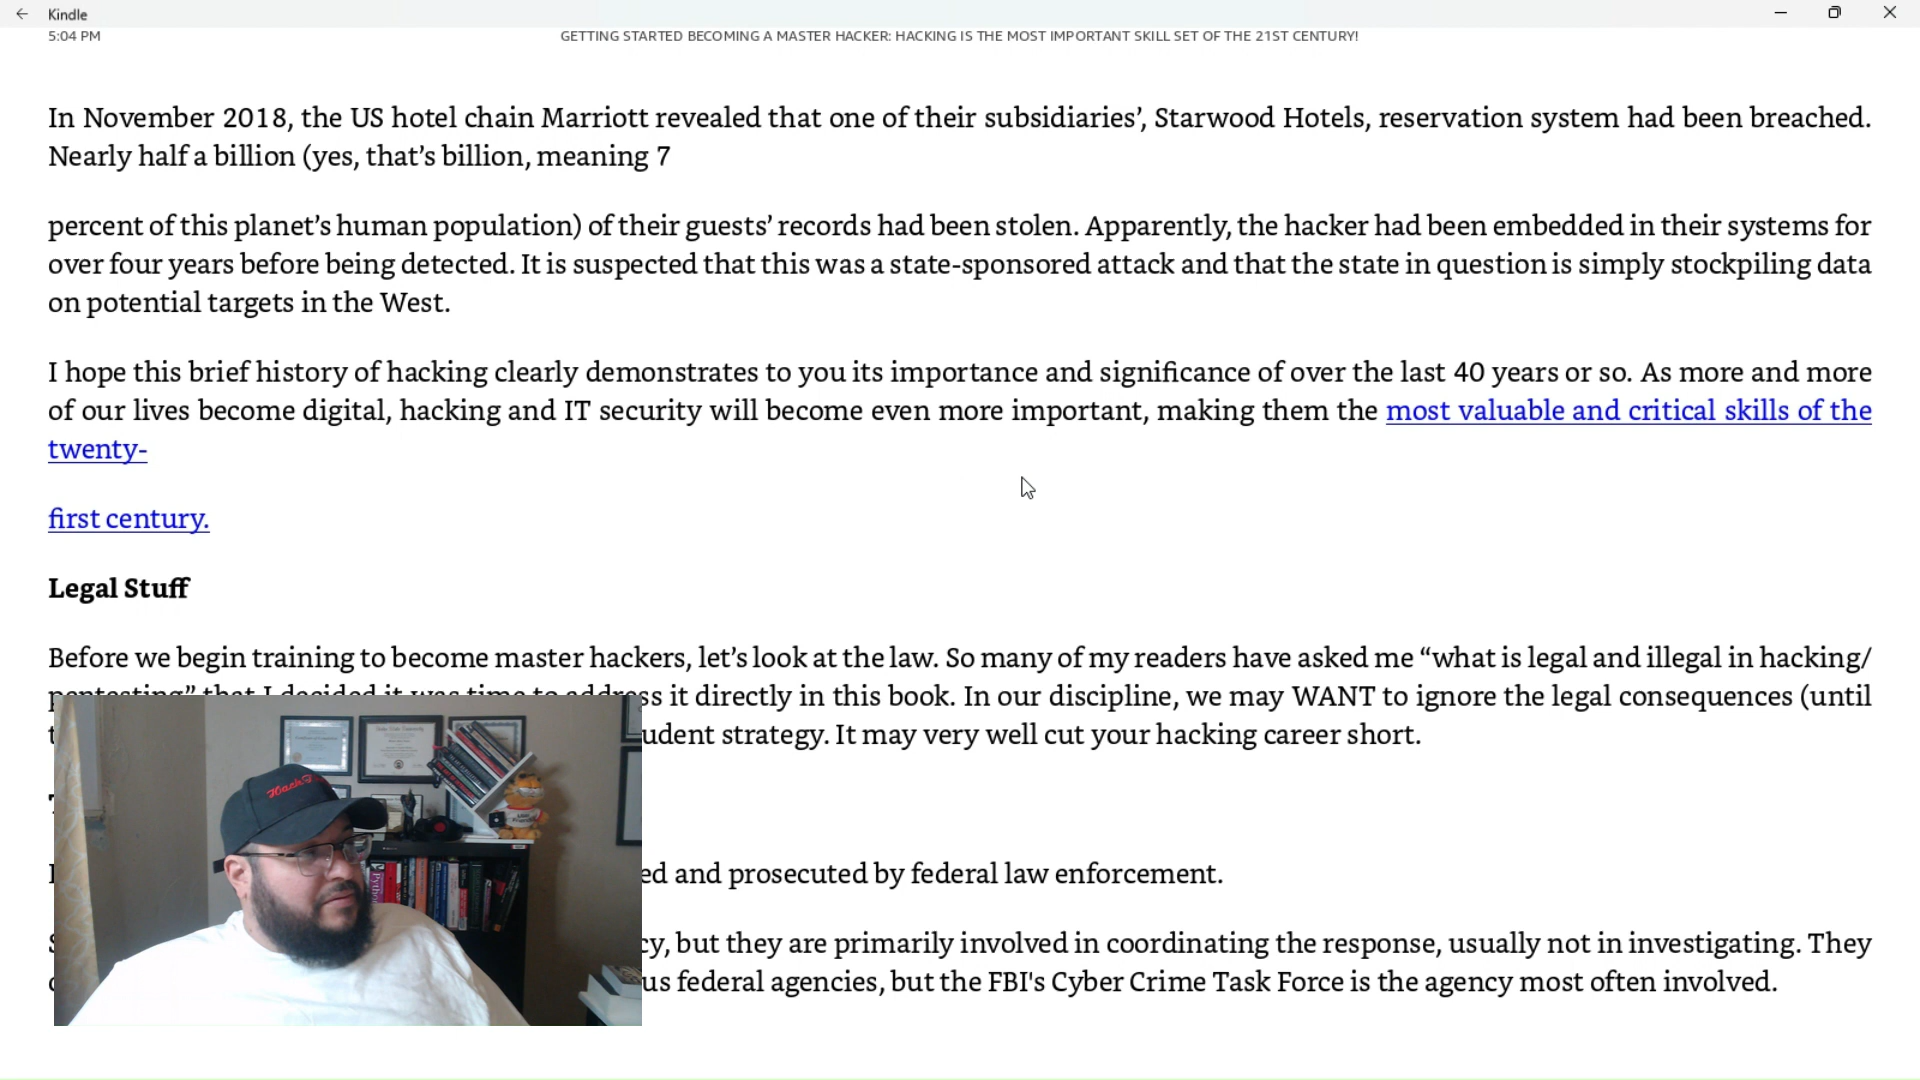 Kindle
5:04 PM
GETTING STARTED BECOMING A MASTER HACKER: HACKING IS THE MOST IMPORTANT SKILL SET OF THE 21ST CENTURY!
In November 2018, the US hotel chain Marriott revealed that one of their subsidiaries’, Starwood Hotels, reservation system had been breached.
Nearly half a billion (yes, that’s billion, meaning 7
percent of this planet’s human population) of their guests’ records had been stolen. Apparently, the hacker had been embedded in their systems for
over four years before being detected. It is suspected that this was a state-sponsored attack and that the state in question is simply stockpiling data
on potential targets in the West.
I hope this brief history of hacking clearly demonstrates to you its importance and significance of over the last 40 years or so. As more and more
of our lives become digital, hacking and IT security will become even more important, making them the most valuable and critical skills of the
twenty-
first century.
Legal Stuff
Before we begin training to become master hackers, let’s look at the law. So many of my readers have asked me “what is legal and illegal in hacking/
pentesting” that I decided it was time to address it directly in this book. In our discipline, we may WANT to ignore the legal consequences (until
udent strategy. It may very well cut your hacking career short.
ed and prosecuted by federal law enforcement.
cy, but they are primarily involved in coordinating the response, usually not in investigating. They
us federal agencies, but the FBI's Cyber Crime Task Force is the agency most often involved.